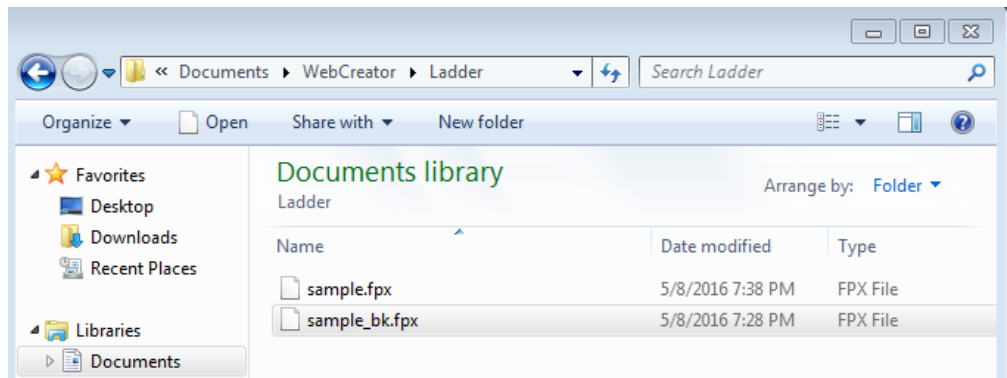 « Documents ▸ WebCreator ▸ Ladder
Search Ladder
Organize Open Share with New folder
Favorites
Desktop
Downloads
Recent Places
Libraries
Documents
Documents library
Ladder
Arrange by: Folder
Name Date modified Type
sample.fpx 5/8/2016 7:38 PM FPX File
sample_bk.fpx 5/8/2016 7:28 PM FPX File